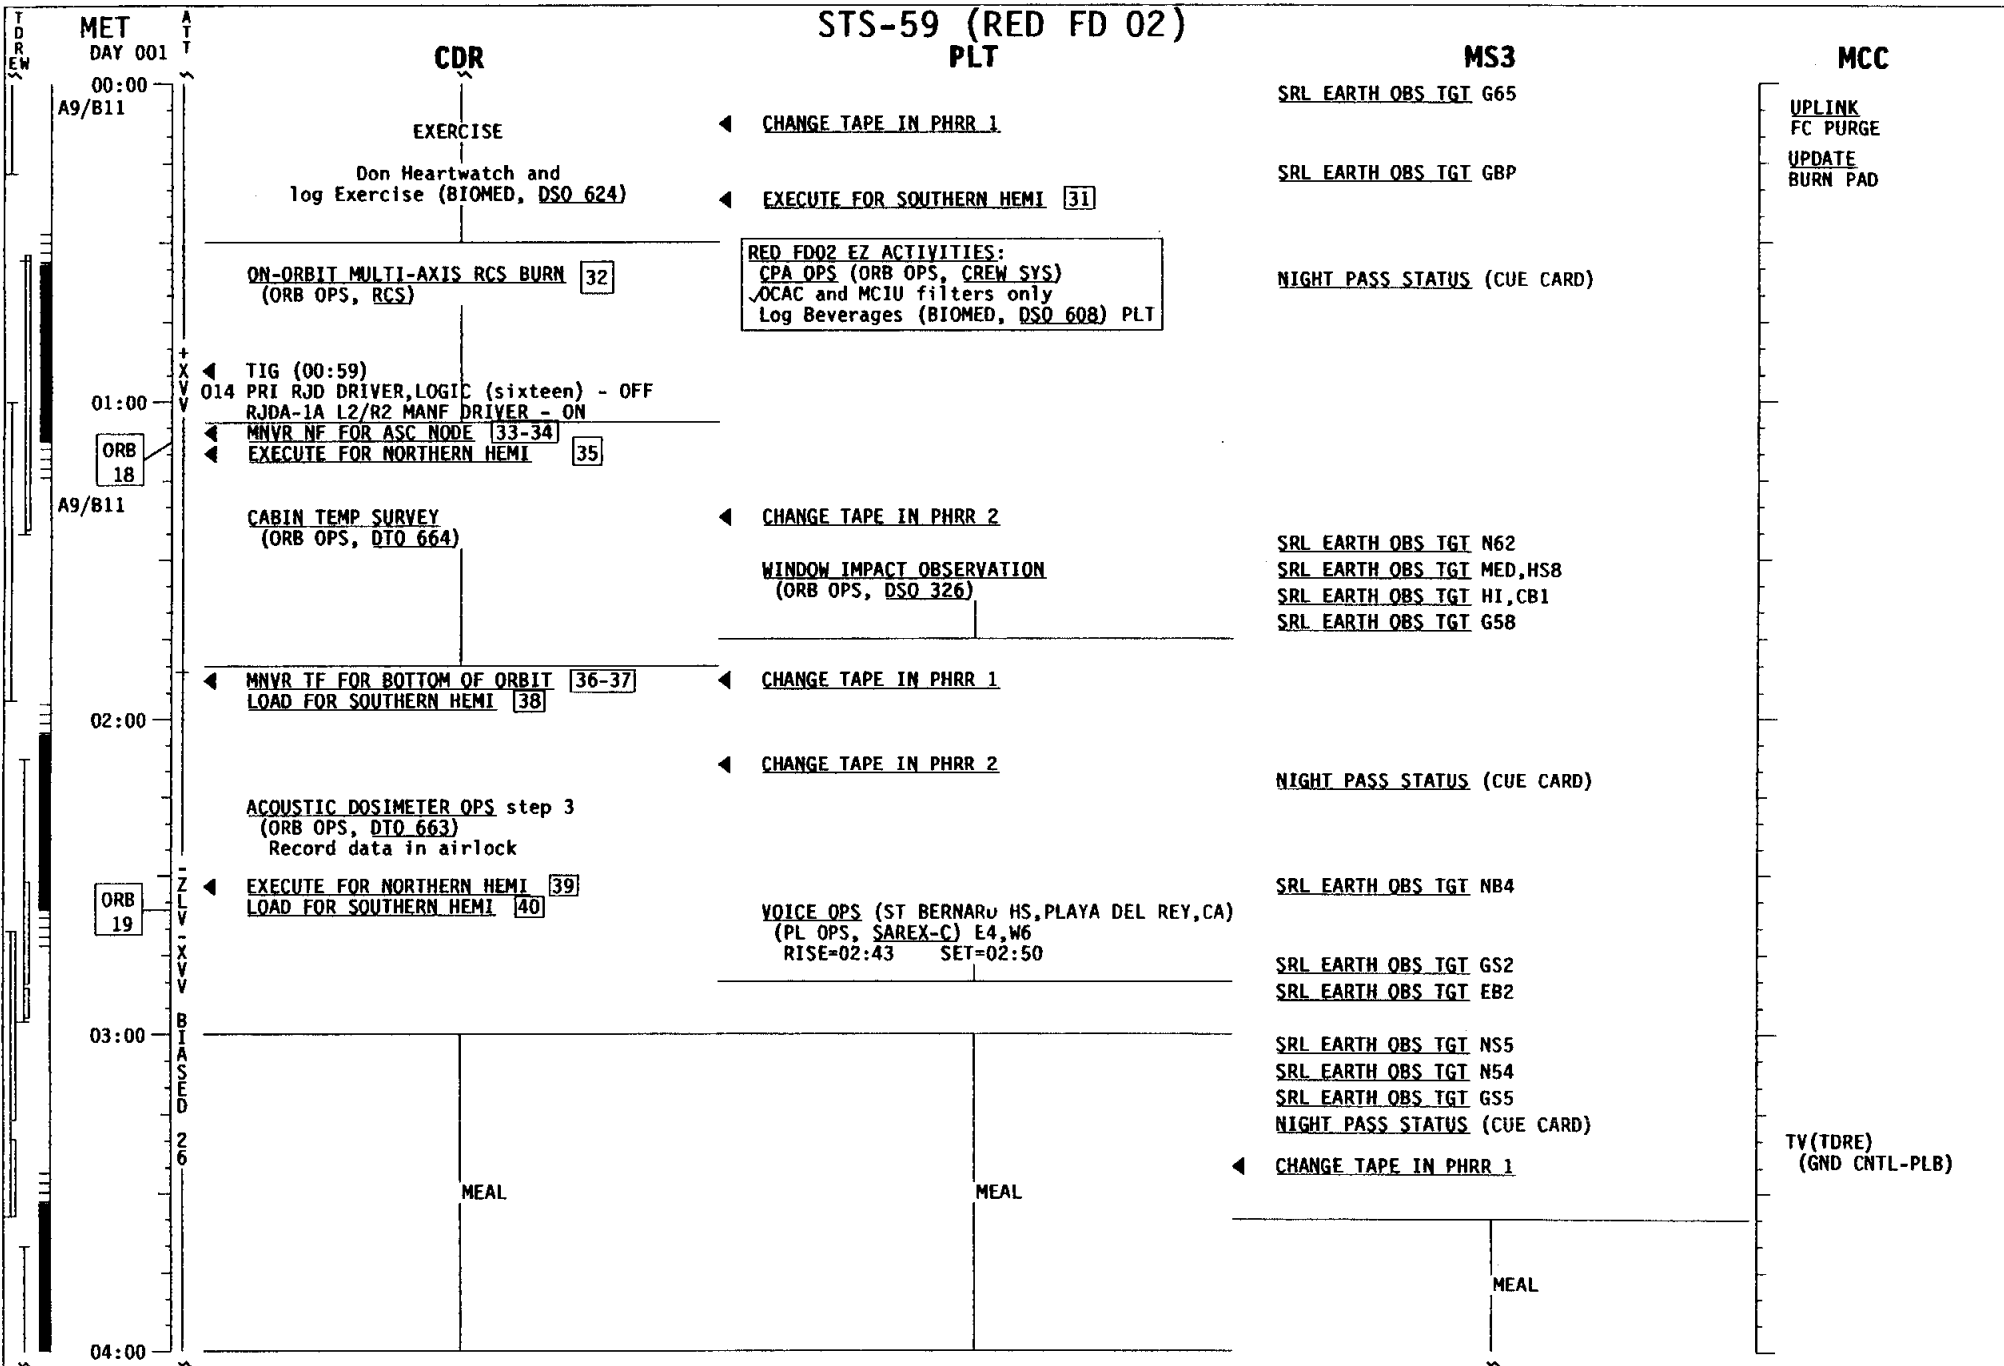 STS-59 (RED FD 02)
TDRE W
MET
DAY 001
ATT
CDR
PLT
MS3
MCC
00:00
A9/B11
01:00
ORB
18
A9/B11
02:00
ORB
19
03:00
04:00
+XVV
-ZLV -XVV BIASED 26
EXERCISE
Don Heartwatch and
log Exercise (BIOMED, DSO 624)
ON-ORBIT MULTI-AXIS RCS BURN 32
(ORB OPS, RCS)
TIG (00:59)
014 PRI RJD DRIVER,LOGIC (sixteen) - OFF
RJDA-1A L2/R2 MANF DRIVER - ON
MNVR NF FOR ASC NODE 33-34
EXECUTE FOR NORTHERN HEMI 35
CABIN TEMP SURVEY
(ORB OPS, DTO 664)
MNVR TF FOR BOTTOM OF ORBIT 36-37
LOAD FOR SOUTHERN HEMI 38
ACOUSTIC DOSIMETER OPS step 3
(ORB OPS, DTO 663)
Record data in airlock
EXECUTE FOR NORTHERN HEMI 39
LOAD FOR SOUTHERN HEMI 40
MEAL
CHANGE TAPE IN PHRR 1
EXECUTE FOR SOUTHERN HEMI 31
RED FD02 EZ ACTIVITIES:
CPA OPS (ORB OPS, CREW SYS)
✓OCAC and MCIU filters only
Log Beverages (BIOMED, DSO 608) PLT
CHANGE TAPE IN PHRR 2
WINDOW IMPACT OBSERVATION
(ORB OPS, DSO 326)
CHANGE TAPE IN PHRR 1
CHANGE TAPE IN PHRR 2
VOICE OPS (ST BERNARD HS,PLAYA DEL REY,CA)
(PL OPS, SAREX-C) E4,W6
RISE=02:43 SET=02:50
MEAL
SRL EARTH OBS TGT G65
SRL EARTH OBS TGT GBP
NIGHT PASS STATUS (CUE CARD)
SRL EARTH OBS TGT N62
SRL EARTH OBS TGT MED,HS8
SRL EARTH OBS TGT HI,CB1
SRL EARTH OBS TGT G58
NIGHT PASS STATUS (CUE CARD)
SRL EARTH OBS TGT NB4
SRL EARTH OBS TGT GS2
SRL EARTH OBS TGT EB2
SRL EARTH OBS TGT NS5
SRL EARTH OBS TGT N54
SRL EARTH OBS TGT GS5
NIGHT PASS STATUS (CUE CARD)
CHANGE TAPE IN PHRR 1
MEAL
UPLINK
FC PURGE
UPDATE
BURN PAD
TV(TDRE)
(GND CNTL-PLB)